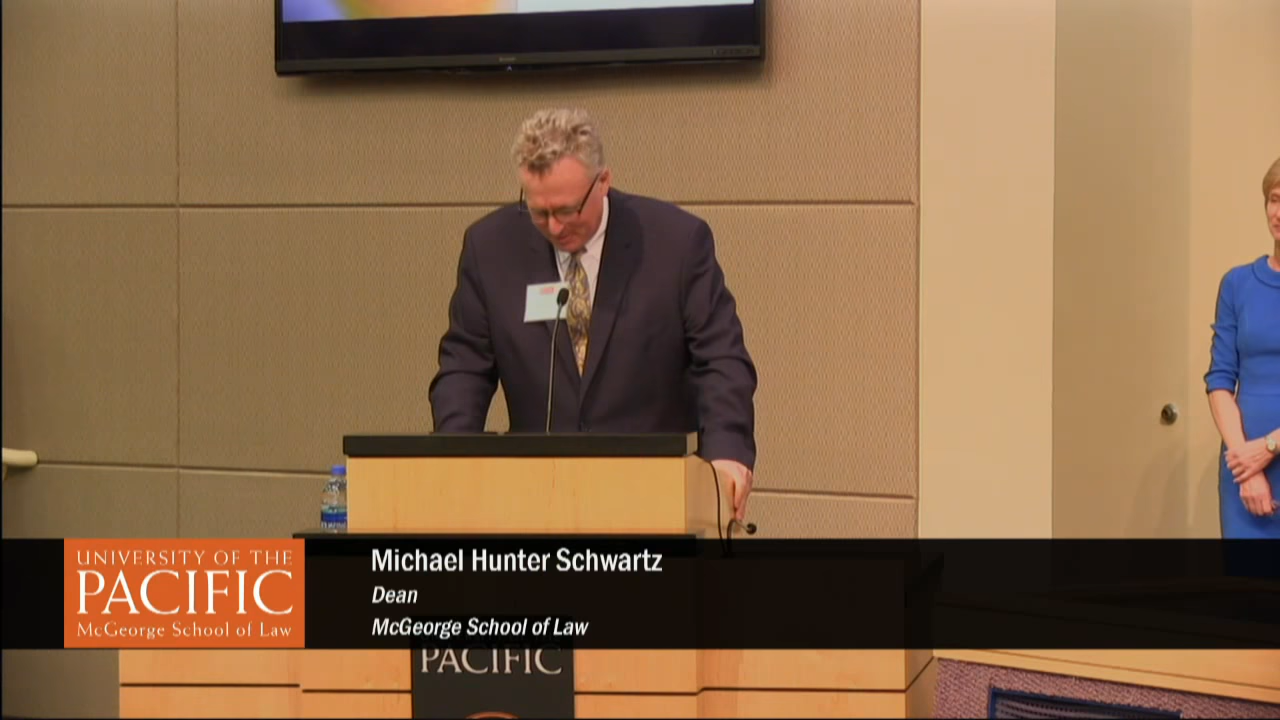 UNIVERSITY OF THE
PACIFIC
McGeorge School of Law
Michael Hunter Schwartz
Dean
McGeorge School of Law
PACIFIC